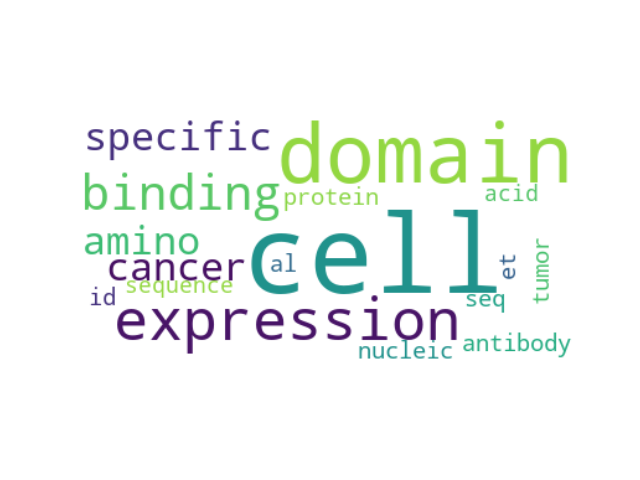 specific
domain
binding
protein
acid
amino
cell
cancer
al
et
tumor
sequence
id
seq
expression
nucleic
antibody